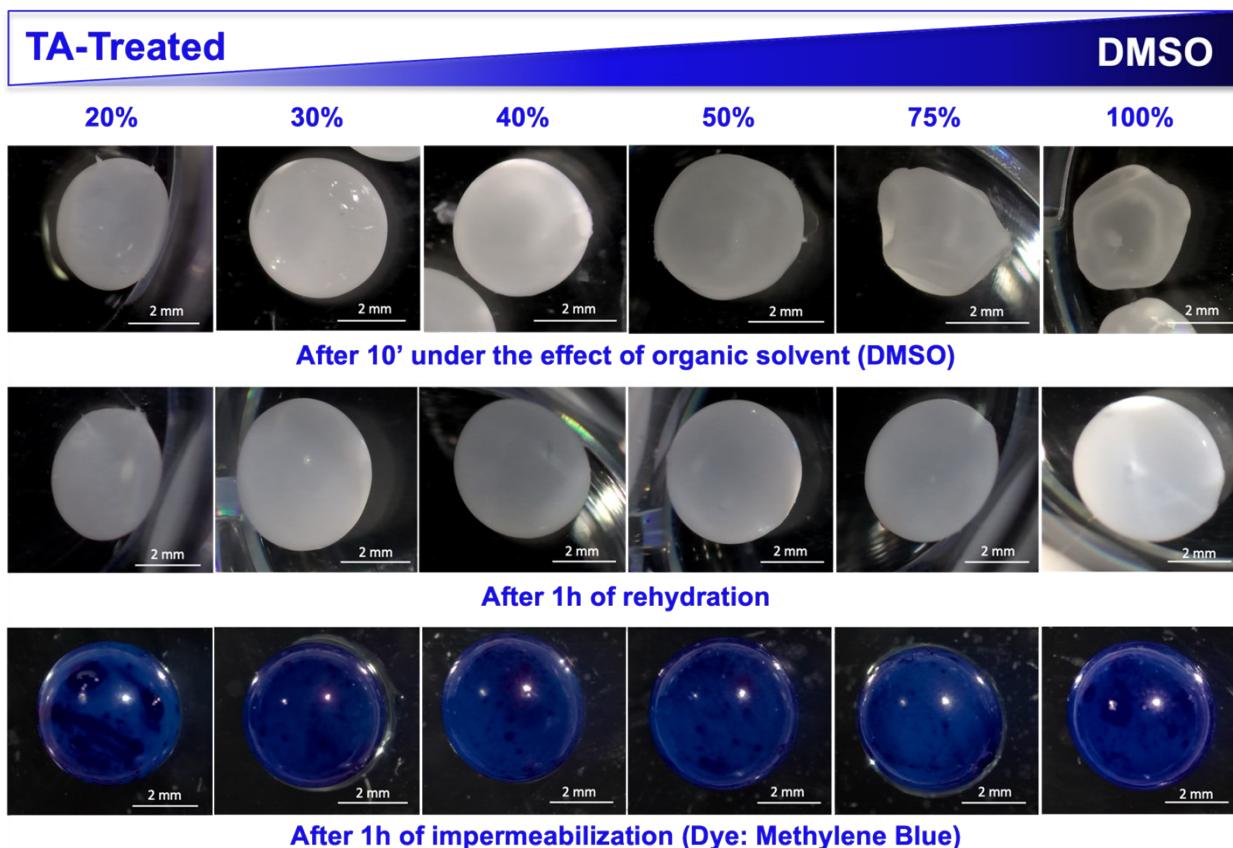 TA-Treated DMSO
20% 30% 40% 50% 75% 100%
2 mm 2 mm 2 mm 2 mm 2 mm 2 mm
After 10’ under the effect of organic solvent (DMSO)
2 mm 2 mm 2 mm 2 mm 2 mm 2 mm
After 1h of rehydration
2 mm 2 mm 2 mm 2 mm 2 mm 2 mm
After 1h of impermeabilization (Dye: Methylene Blue)